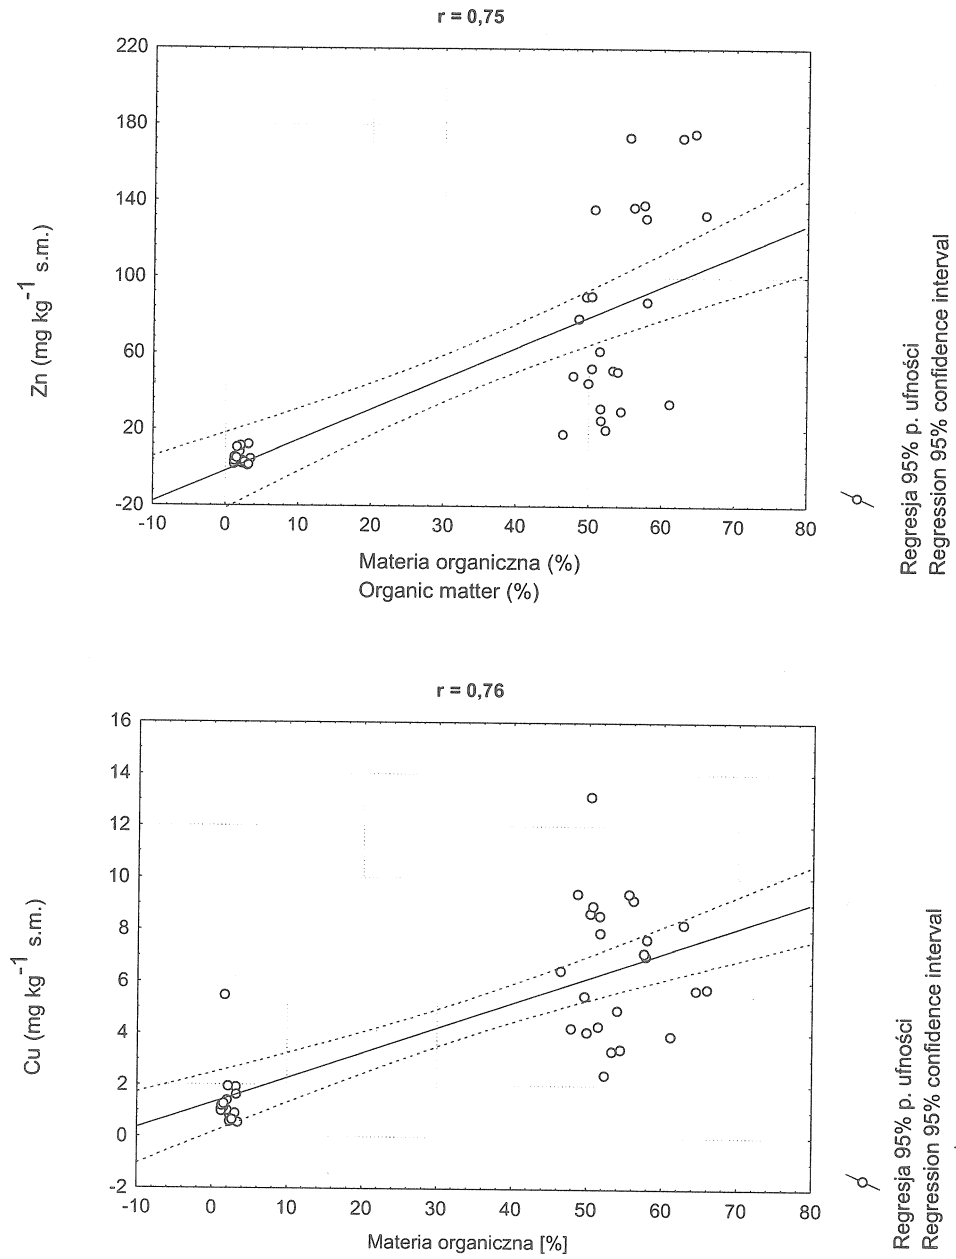 r = 0,75
220
180
140
100
60
20
-20
Zn (mg kg-1 s.m.)
-10 0 10 20 30 40 50 60 70 80
Materia organiczna (%)
Organic matter (%)
Regresja 95% p. ufności
Regression 95% confidence interval
r = 0,76
16
14
12
10
8
6
4
2
0
-2
Cu (mg kg-1 s.m.)
-10 0 10 20 30 40 50 60 70 80
Materia organiczna [%]
Regresja 95% p. ufności
Regression 95% confidence interval